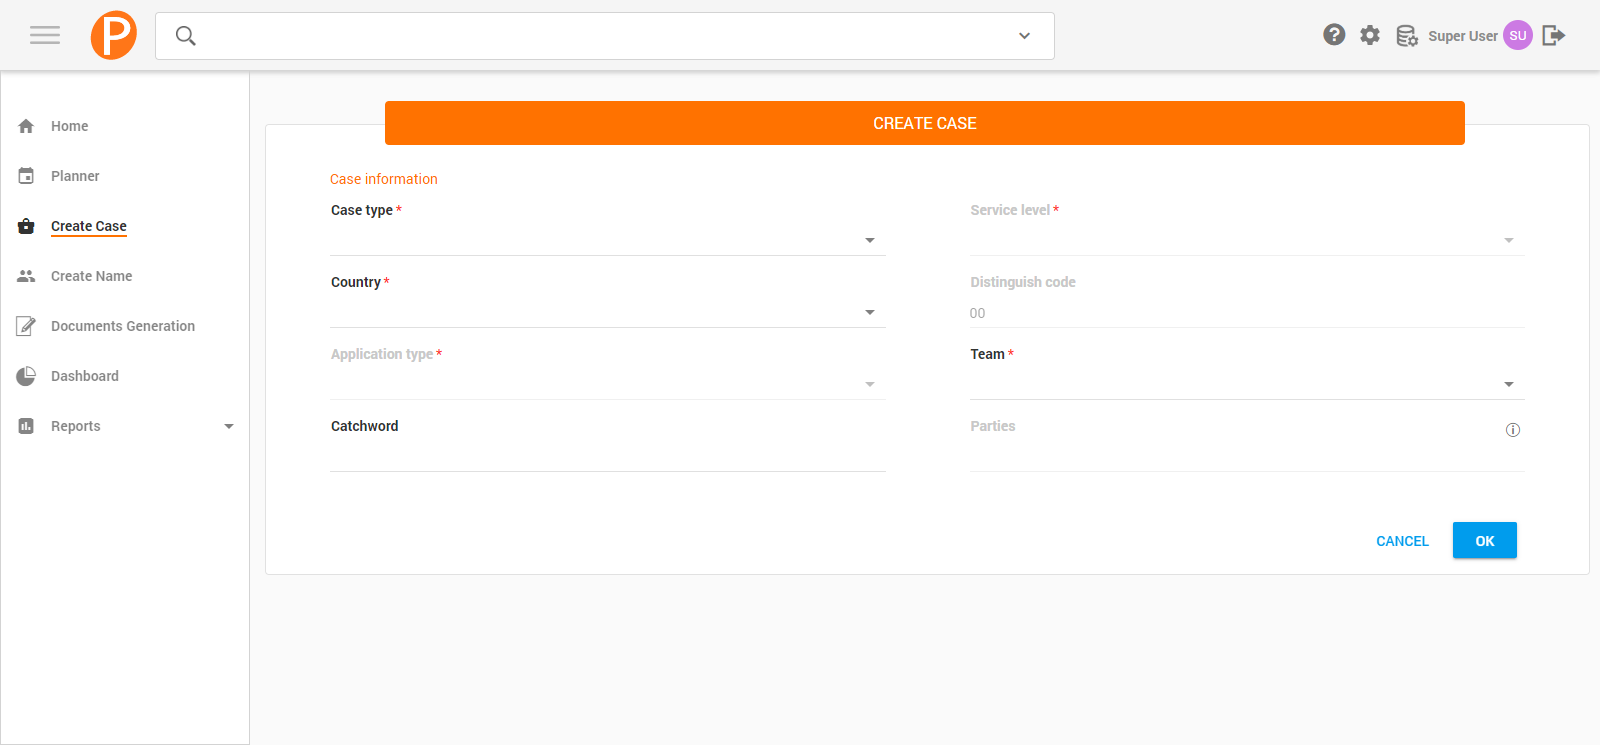 P
? Super User SU
Home
Planner
Create Case
Create Name
Documents Generation
Dashboard
Reports
CREATE CASE
Case information
Case type *
Service level *
Country *
Distinguish code
00
Application type *
Team *
Catchword
Parties
CANCEL
OK